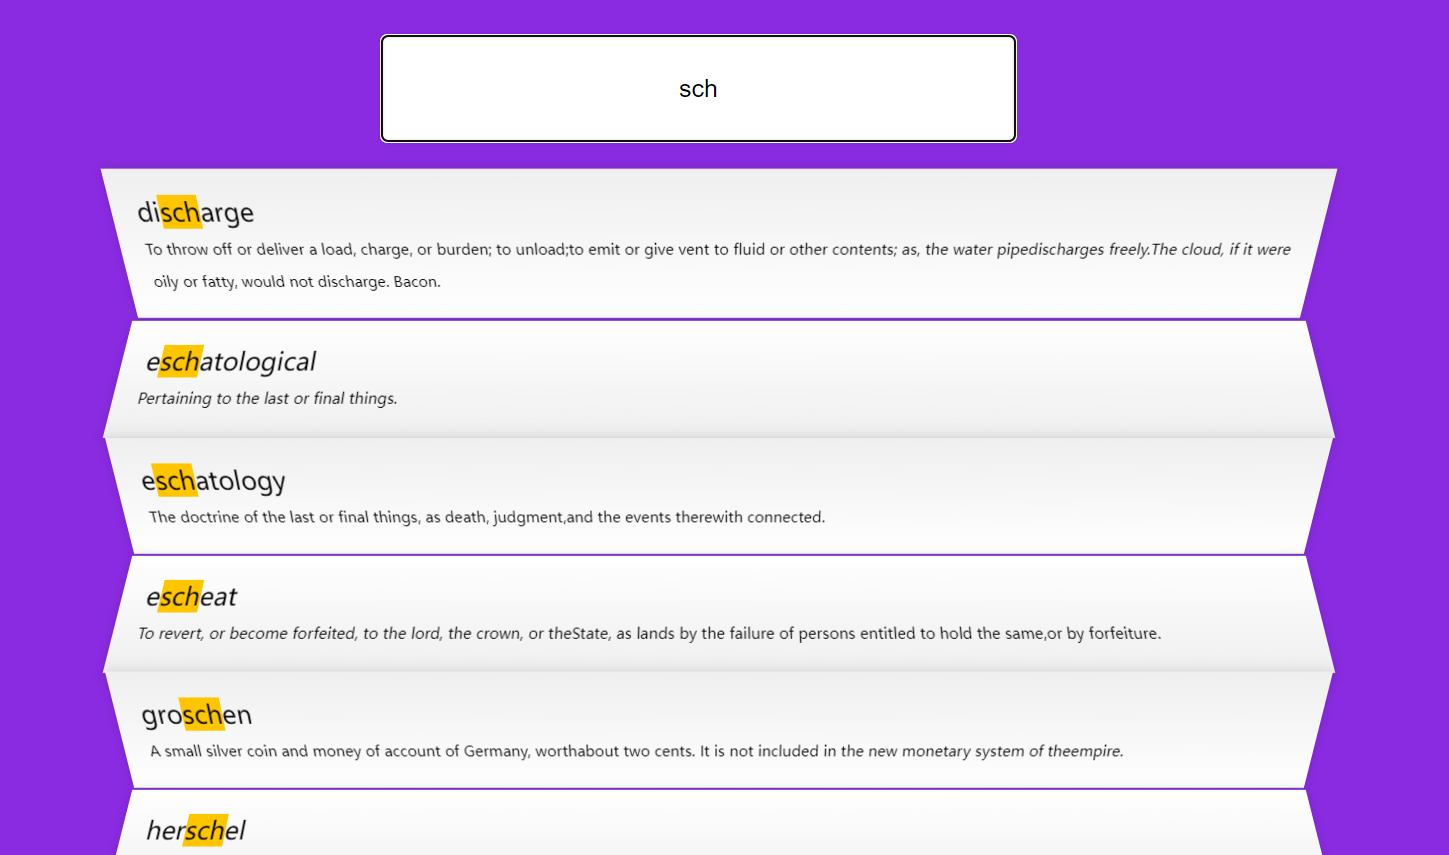 sch
discharge
To throw off or deliver a load, charge, or burden; to unload;to emit or give vent to fluid or other contents; as, the water pipedischarges freely.The cloud, if it were
oily or fatty, would not discharge. Bacon.
eschatological
Pertaining to the last or final things.
eschatology
The doctrine of the last or final things, as death, judgment,and the events therewith connected.
escheat
To revert, or become forfeited, to the lord, the crown, or theState, as lands by the failure of persons entitled to hold the same,or by forfeiture.
groschen
A small silver coin and money of account of Germany, worthabout two cents. It is not included in the new monetary system of theempire.
herschel